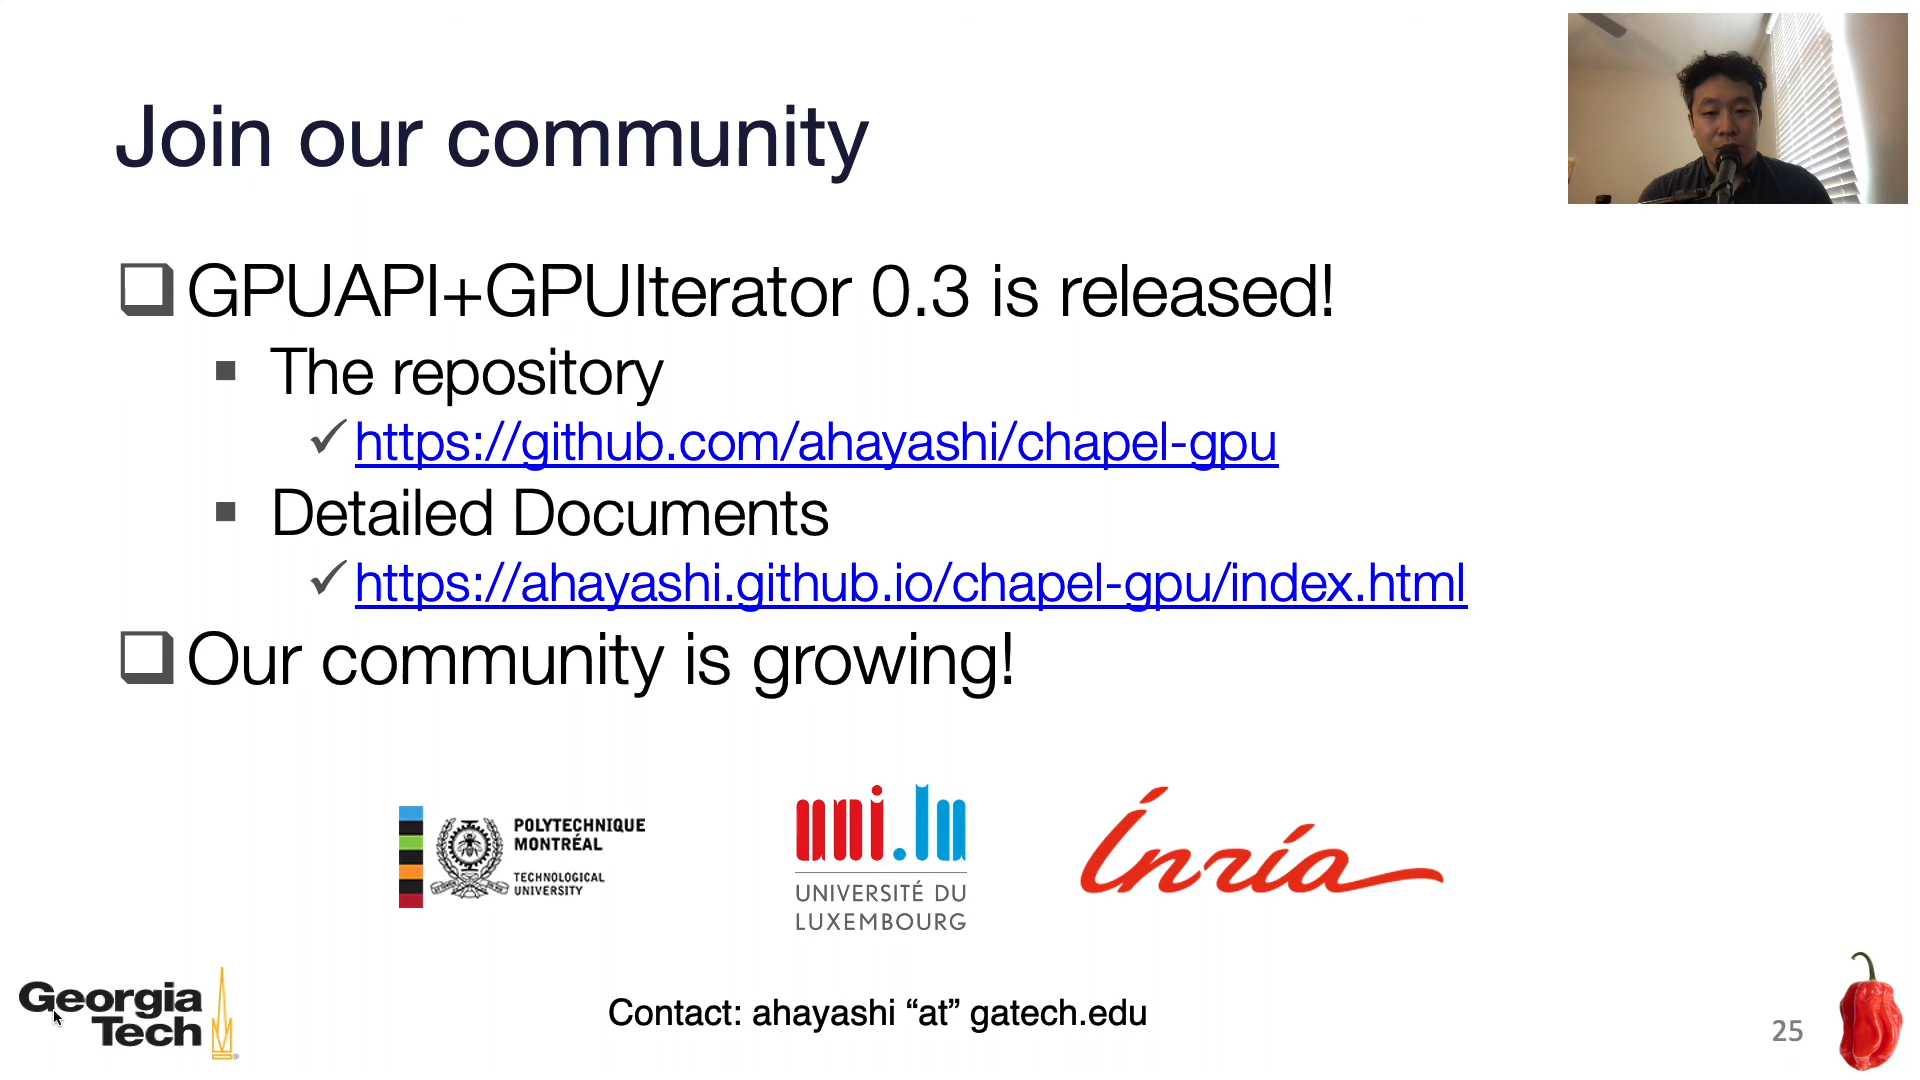 Join our community
GPUAPI+GPUIterator 0.3 is released!
The repository
https://github.com/ahayashi/chapel-gpu
Detailed Documents
https://ahayashi.github.io/chapel-gpu/index.html
Our community is growing!
POLYTECHNIQUE
MONTRÉAL
TECHNOLOGICAL
UNIVERSITY
uni.lu
UNIVERSITÉ DU
LUXEMBOURG
Inría
Georgia
Tech
Contact: ahayashi “at” gatech.edu
25